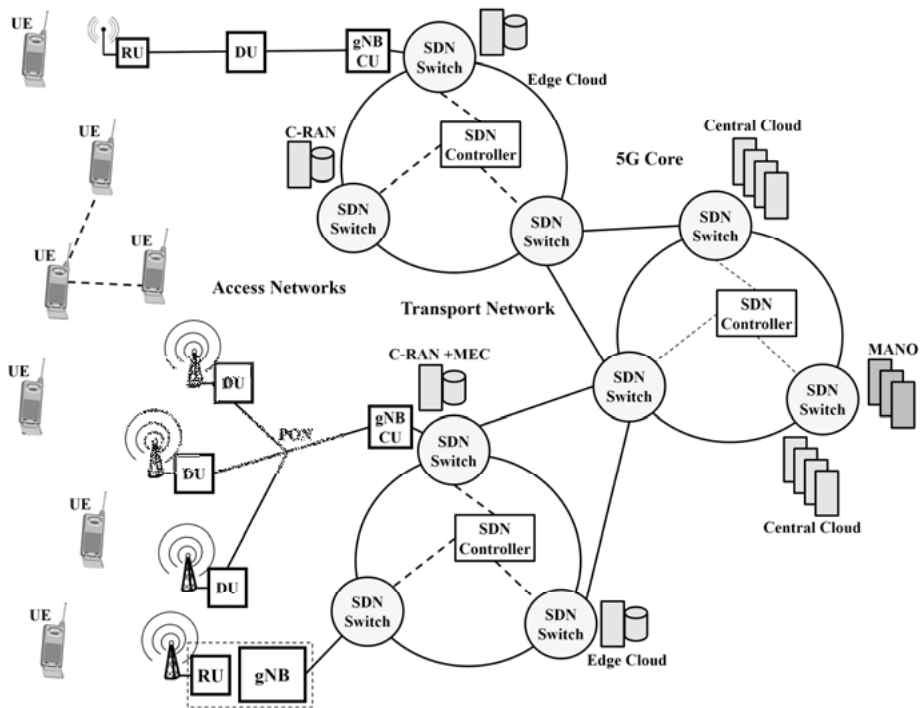 UE
RU
DU
gNB
CU
SDN
Switch
Edge Cloud
UE
C-RAN
SDN
Controller
5G Core
Central Cloud
SDN
Switch
SDN
Switch
SDN
Switch
UE
UE
Access Networks
Transport Network
SDN
Controller
UE
DU
C-RAN +MEC
SDN
Switch
MANO
SDN
Switch
PON
gNB
CU
SDN
Switch
DU
UE
Central Cloud
SDN
Controller
DU
UE
SDN
Switch
SDN
Switch
Edge Cloud
RU
gNB